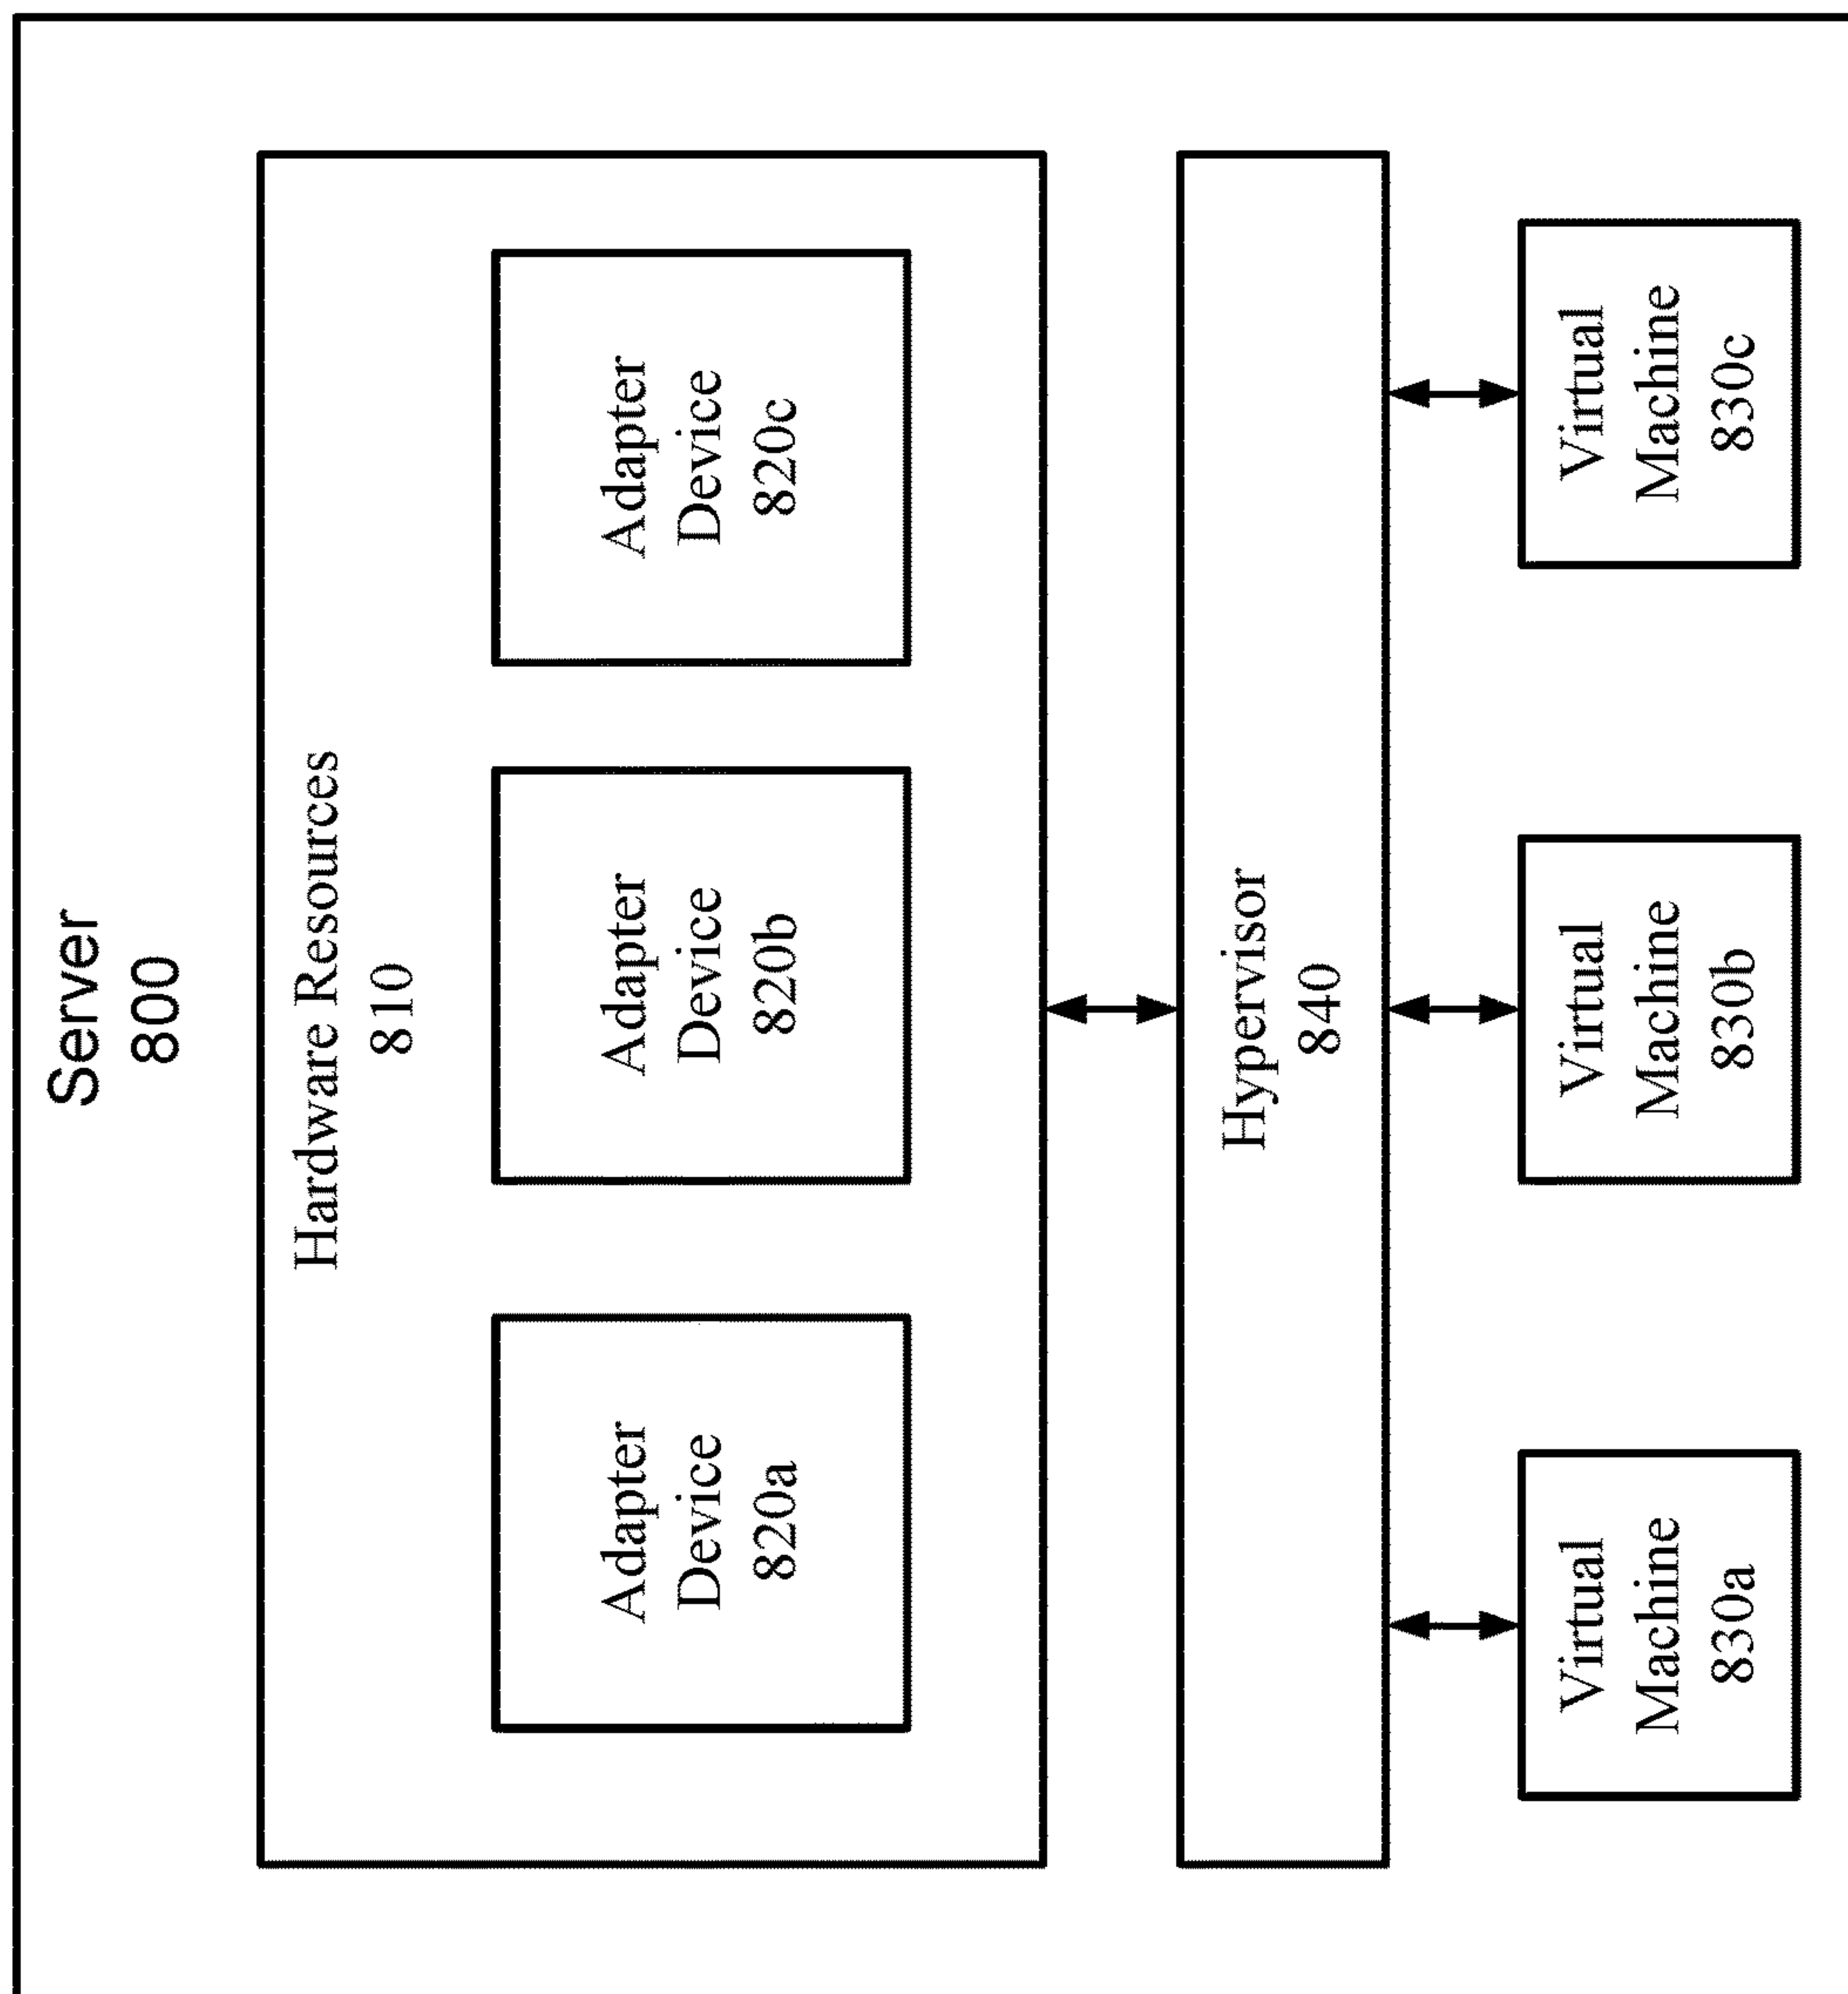 Server
800
Hardware Resources
810
Adapter
Device
820a
Adapter
Device
820b
Adapter
Device
820c
Hypervisor
840
Virtual
Machine
830a
Virtual
Machine
830b
Virtual
Machine
830c